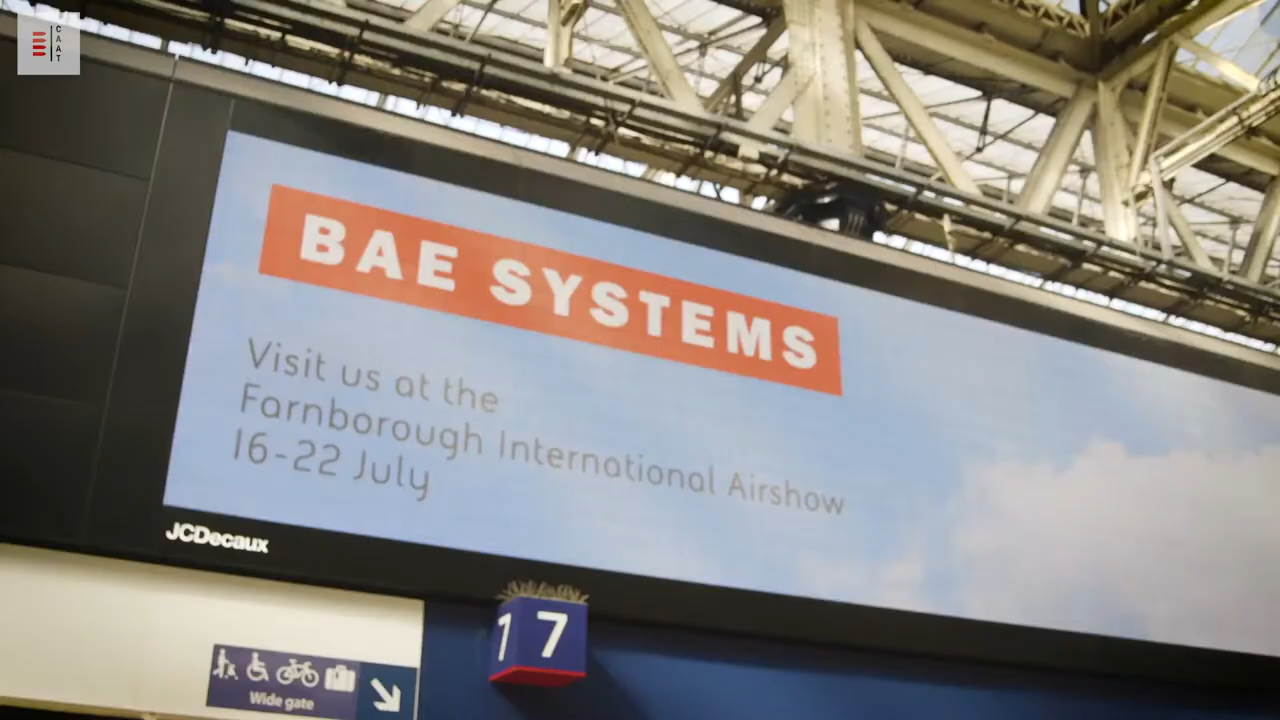 CAAT
BAE SYSTEMS
Visit us at the
Farnborough International Airshow
16-22 July
JCDecaux
17
Wide gate